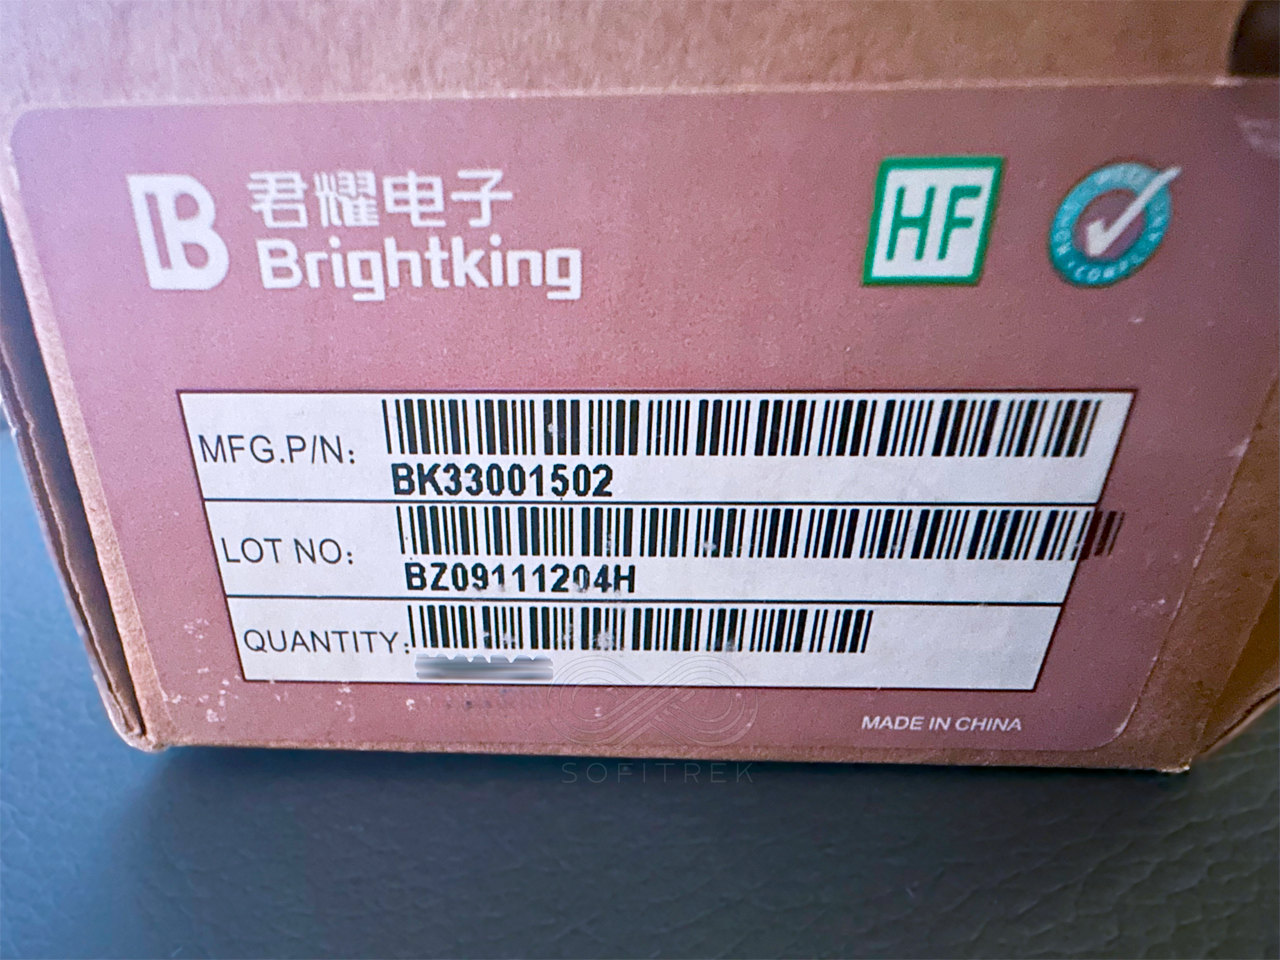 君耀电子
Brightking
HF
MFG.P/N:
BK33001502
LOT NO:
BZ09111204H
QUANTITY:
MADE IN CHINA
SOFITREK